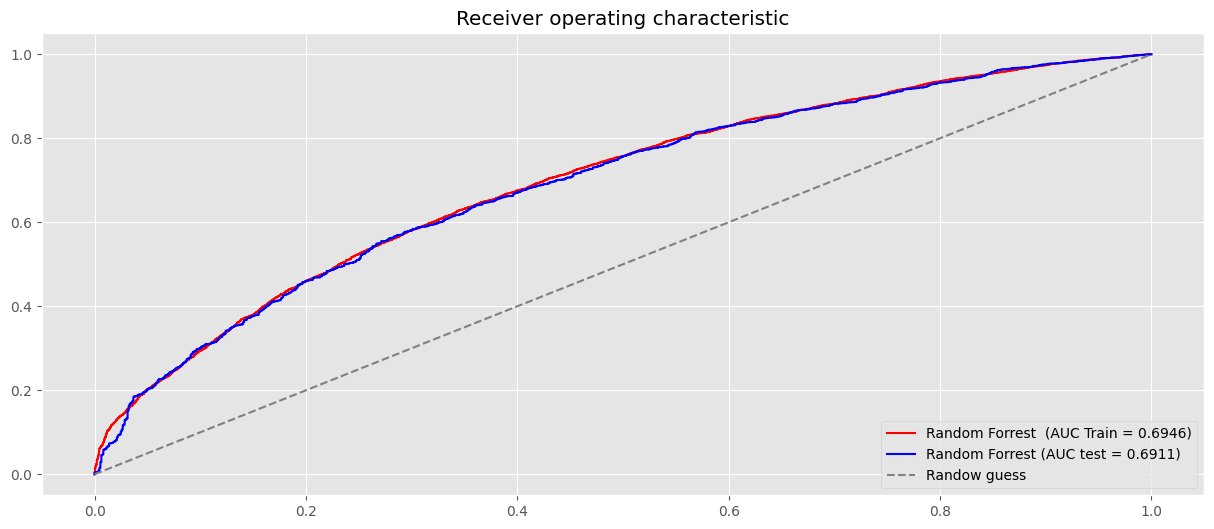 Receiver operating characteristic
1.0
0.8
0.6
0.4
0.2
0.0
0.0 0.2 0.4 0.6 0.8 1.0
Random Forrest  (AUC Train = 0.6946)
Random Forrest (AUC test = 0.6911)
Randow guess